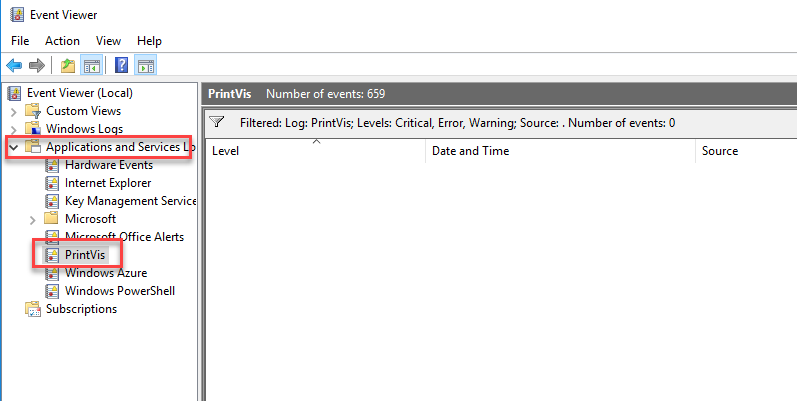 Event Viewer
File Action View Help
Event Viewer (Local)
Custom Views
Windows Logs
Applications and Services Lo
Hardware Events
Internet Explorer
Key Management Service
Microsoft
Microsoft Office Alerts
PrintVis
Windows Azure
Windows PowerShell
Subscriptions
PrintVis Number of events: 659
Filtered: Log: PrintVis; Levels: Critical, Error, Warning; Source: . Number of events: 0
Level Date and Time Source